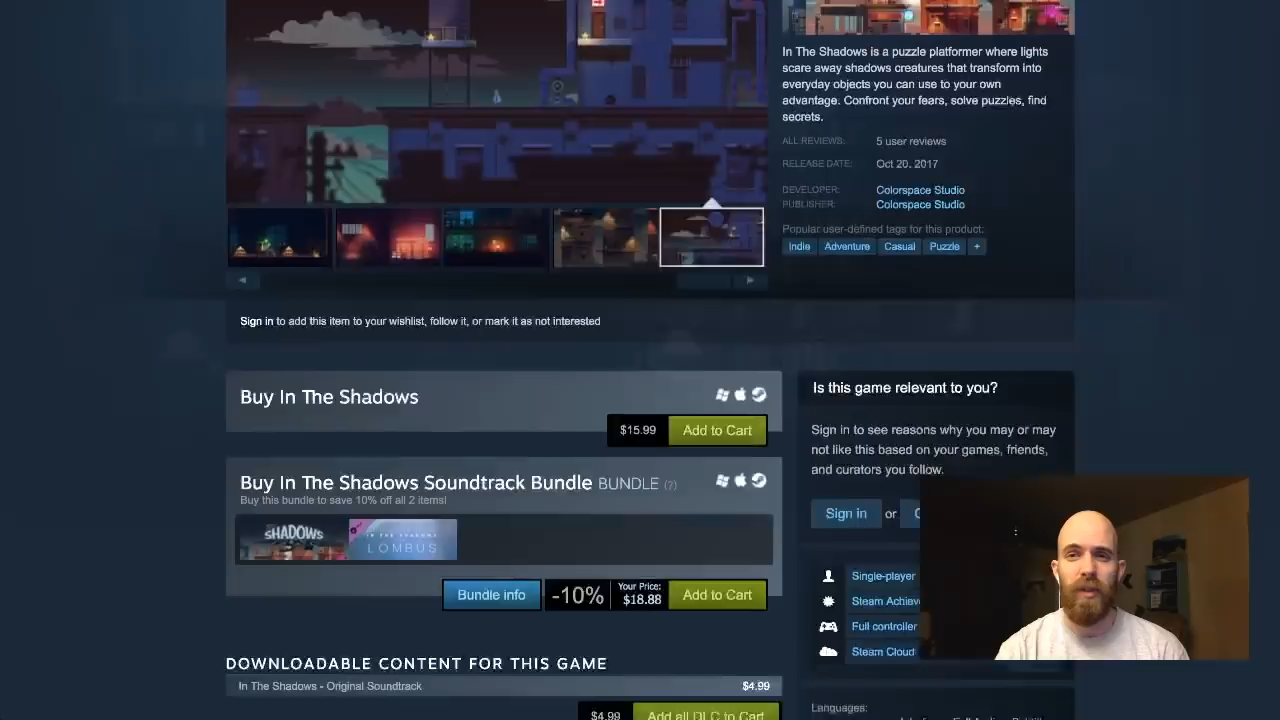 In The Shadows is a puzzle platformer where lights
scare away shadows creatures that transform into
everyday objects you can use to your own
advantage. Confront your fears, solve puzzles, find
secrets.
ALL REVIEWS: 5 user reviews
RELEASE DATE: Oct 20, 2017
DEVELOPER: Colorspace Studio
PUBLISHER: Colorspace Studio
Popular user-defined tags for this product:
Indie Adventure Casual Puzzle +
Sign in to add this item to your wishlist, follow it, or mark it as not interested
Buy In The Shadows
$15.99 Add to Cart
Buy In The Shadows Soundtrack Bundle BUNDLE (?)
Buy this bundle to save 10% off all 2 items!
SHADOWS
IN THE SHADOWS
LOMBUS
Bundle info -10% Your Price: $18.88 Add to Cart
DOWNLOADABLE CONTENT FOR THIS GAME
In The Shadows - Original Soundtrack $4.99
$4.99 Add all DLC to Cart
Is this game relevant to you?
Sign in to see reasons why you may or may
not like this based on your games, friends,
and curators you follow.
Sign in or
Single-player
Steam Achiev
Full controller
Steam Cloud
Languages: